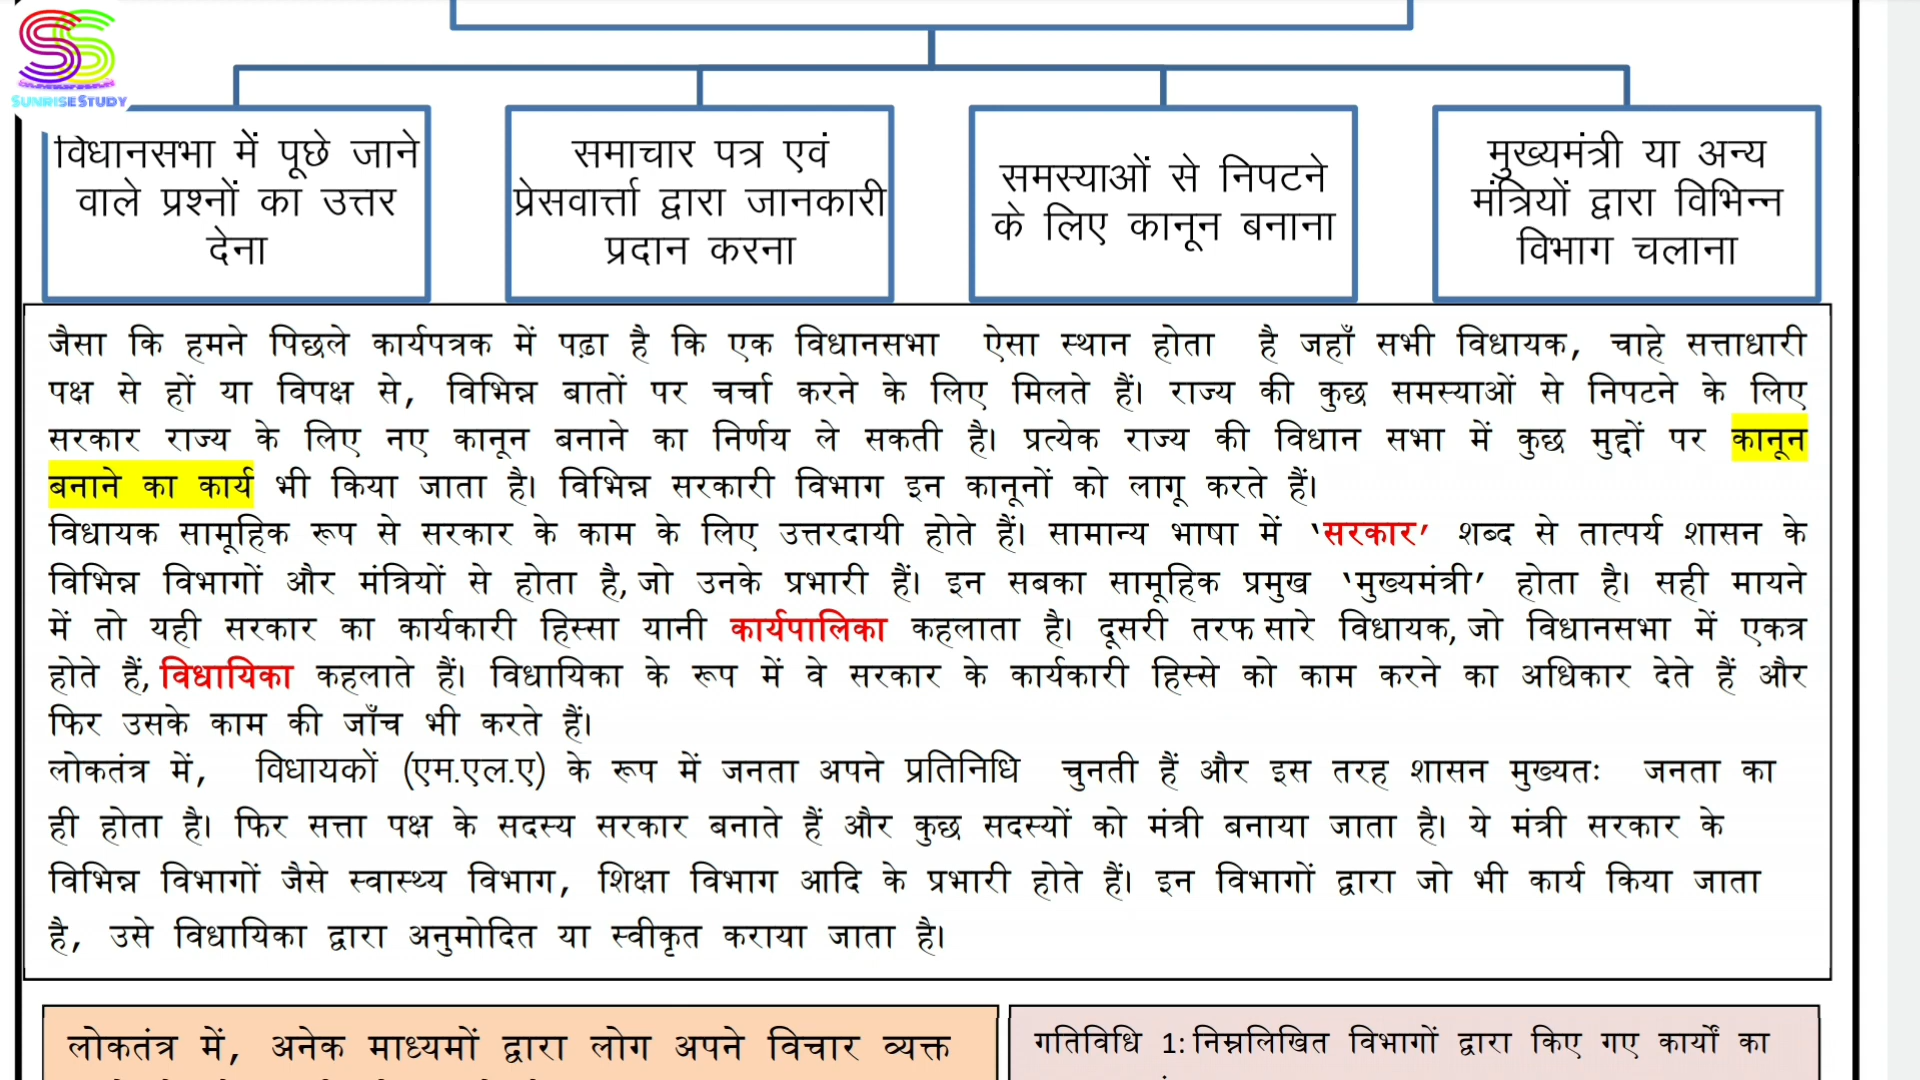 SUNRISESTUDY
विधानसभा में पूछे जाने
वाले प्रश्नों का उत्तर
देना
समाचार पत्र एवं
प्रेसवार्त्ता द्वारा जानकारी
प्रदान करना
समस्याओं से निपटने
के लिए कानून बनाना
मुख्यमंत्री या अन्य
मंत्रियों द्वारा विभिन्न
विभाग चलाना
जैसा कि हमने पिछले कार्यपत्रक में पढ़ा है कि एक विधानसभा ऐसा स्थान होता है जहाँ सभी विधायक, चाहे सत्ताधारी
पक्ष से हों या विपक्ष से, विभिन्न बातों पर चर्चा करने के लिए मिलते हैं। राज्य की कुछ समस्याओं से निपटने के लिए
सरकार राज्य के लिए नए कानून बनाने का निर्णय ले सकती है। प्रत्येक राज्य की विधान सभा में कुछ मुद्दों पर कानून
बनाने का कार्य भी किया जाता है। विभिन्न सरकारी विभाग इन कानूनों को लागू करते हैं।
विधायक सामूहिक रूप से सरकार के काम के लिए उत्तरदायी होते हैं। सामान्य भाषा में ‘सरकार’ शब्द से तात्पर्य शासन के
विभिन्न विभागों और मंत्रियों से होता है, जो उनके प्रभारी हैं। इन सबका सामूहिक प्रमुख ‘मुख्यमंत्री’ होता है। सही मायने
में तो यही सरकार का कार्यकारी हिस्सा यानी कार्यपालिका कहलाता है। दूसरी तरफ सारे विधायक, जो विधानसभा में एकत्र
होते हैं, विधायिका कहलाते हैं। विधायिका के रूप में वे सरकार के कार्यकारी हिस्से को काम करने का अधिकार देते हैं और
फिर उसके काम की जाँच भी करते हैं।
लोकतंत्र में, विधायकों (एम.एल.ए) के रूप में जनता अपने प्रतिनिधि चुनती हैं और इस तरह शासन मुख्यतः जनता का
ही होता है। फिर सत्ता पक्ष के सदस्य सरकार बनाते हैं और कुछ सदस्यों को मंत्री बनाया जाता है। ये मंत्री सरकार के
विभिन्न विभागों जैसे स्वास्थ्य विभाग, शिक्षा विभाग आदि के प्रभारी होते हैं। इन विभागों द्वारा जो भी कार्य किया जाता
है, उसे विधायिका द्वारा अनुमोदित या स्वीकृत कराया जाता है।
लोकतंत्र में, अनेक माध्यमों द्वारा लोग अपने विचार व्यक्त
गतिविधि 1: निम्नलिखित विभागों द्वारा किए गए कार्यों का